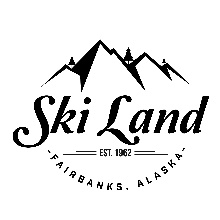 Ski Land
EST. 1962
-FAIRBANKS, ALASKA-